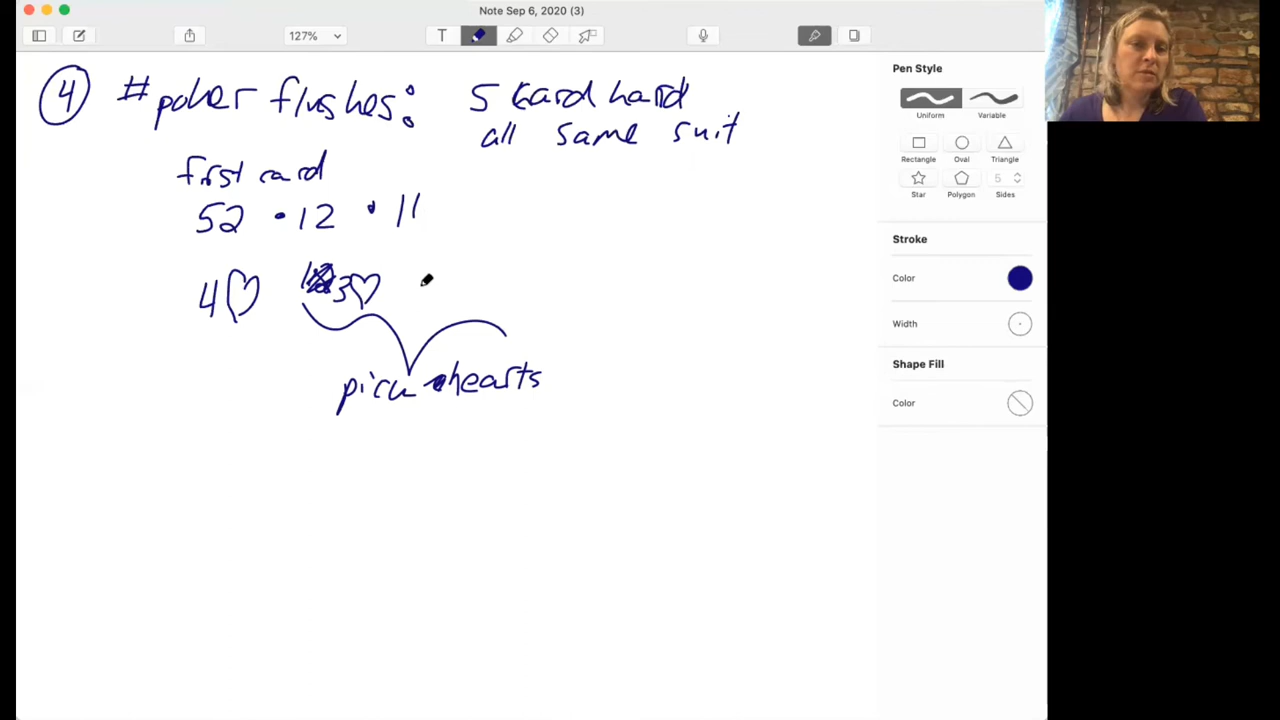 Note Sep 6, 2020 (3)
127%
T
Pen Style
Uniform Variable
Rectangle Oval Triangle
5
Star Polygon Sides
Stroke
Color
Width
Shape Fill
Color
④ # poker flushes: 5 card hand
all same suit
first card
52 · 12 · 11
4♡ 3♡
pick hearts